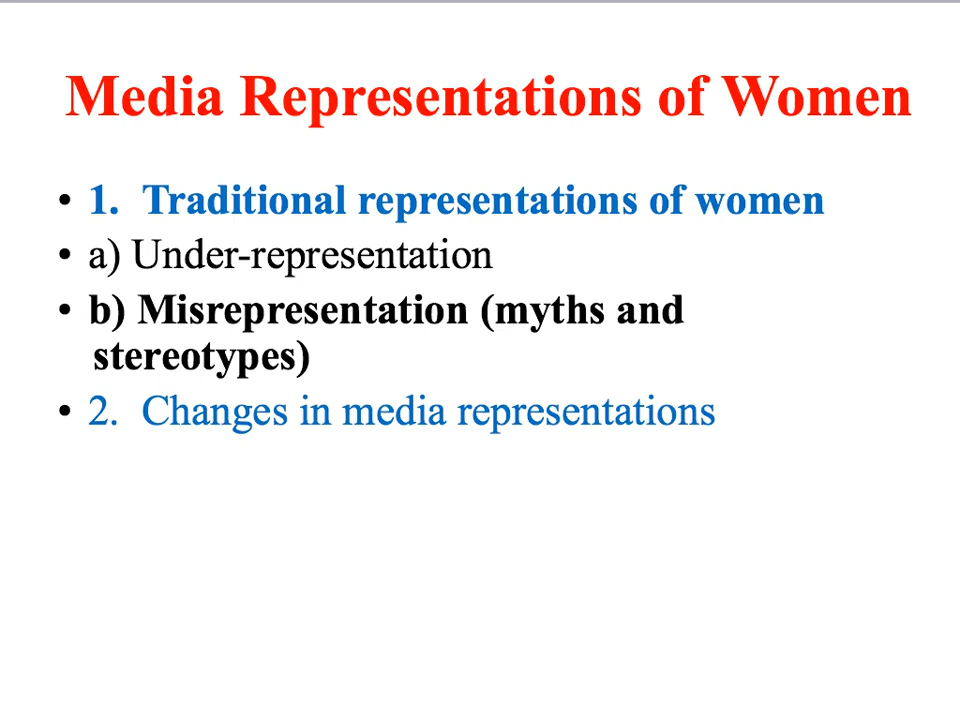 Media Representations of Women
• 1. Traditional representations of women
• a) Under-representation
• b) Misrepresentation (myths and
stereotypes)
• 2. Changes in media representations